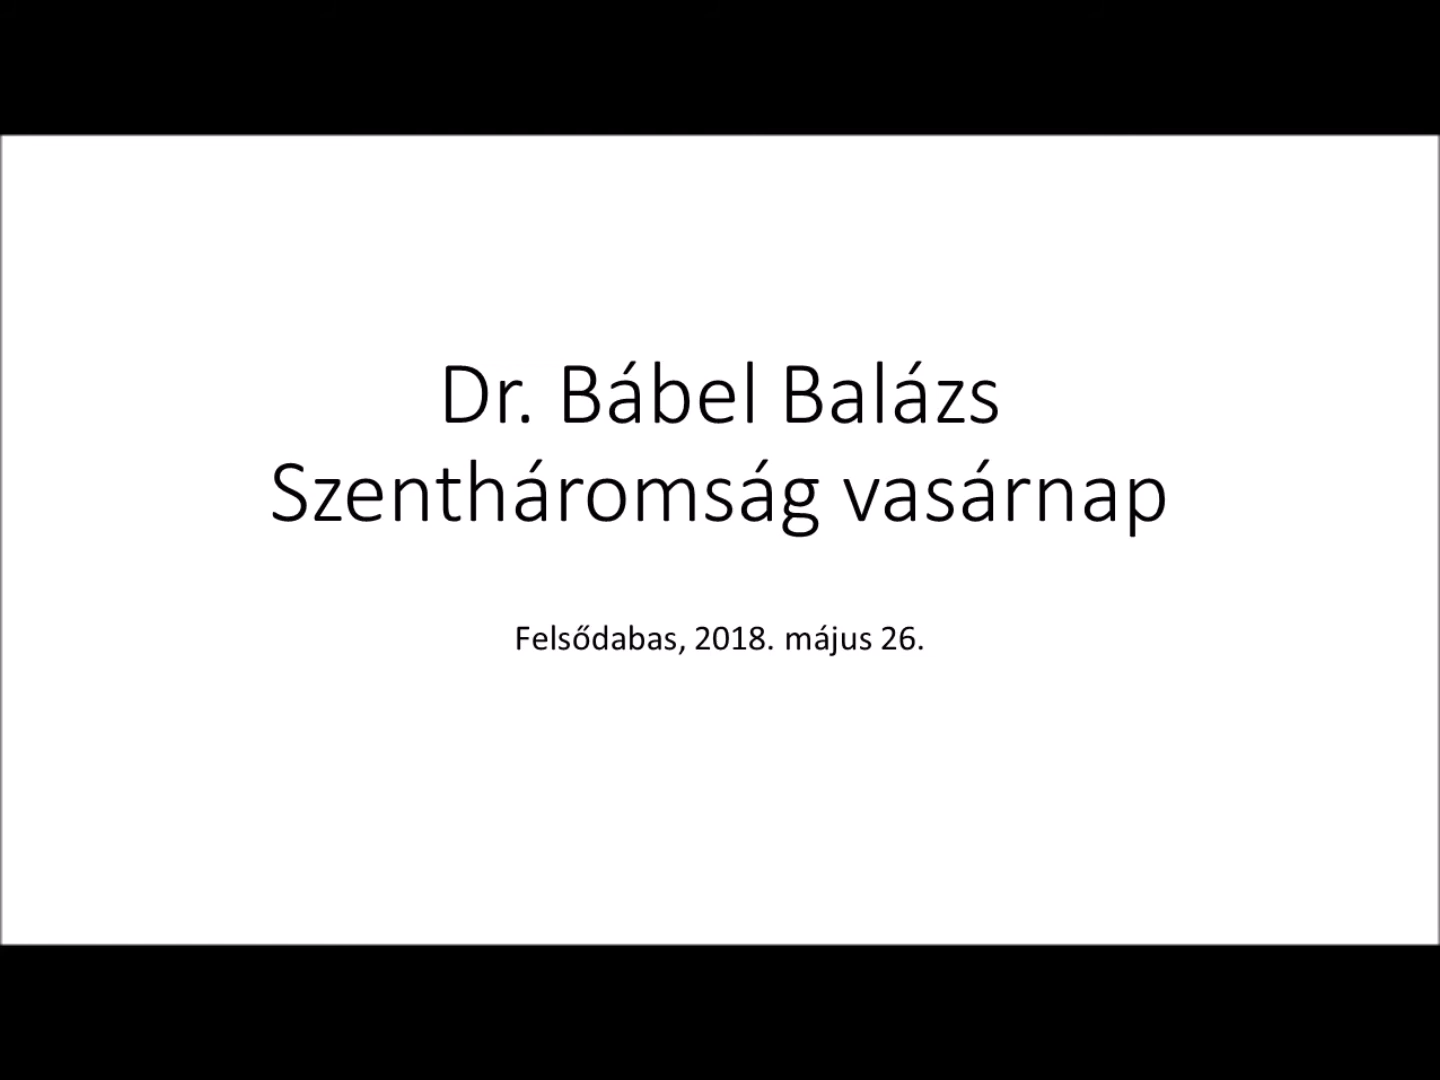 Dr. Bábel Balázs
Szentháromság vasárnap
Felsődabas, 2018. május 26.